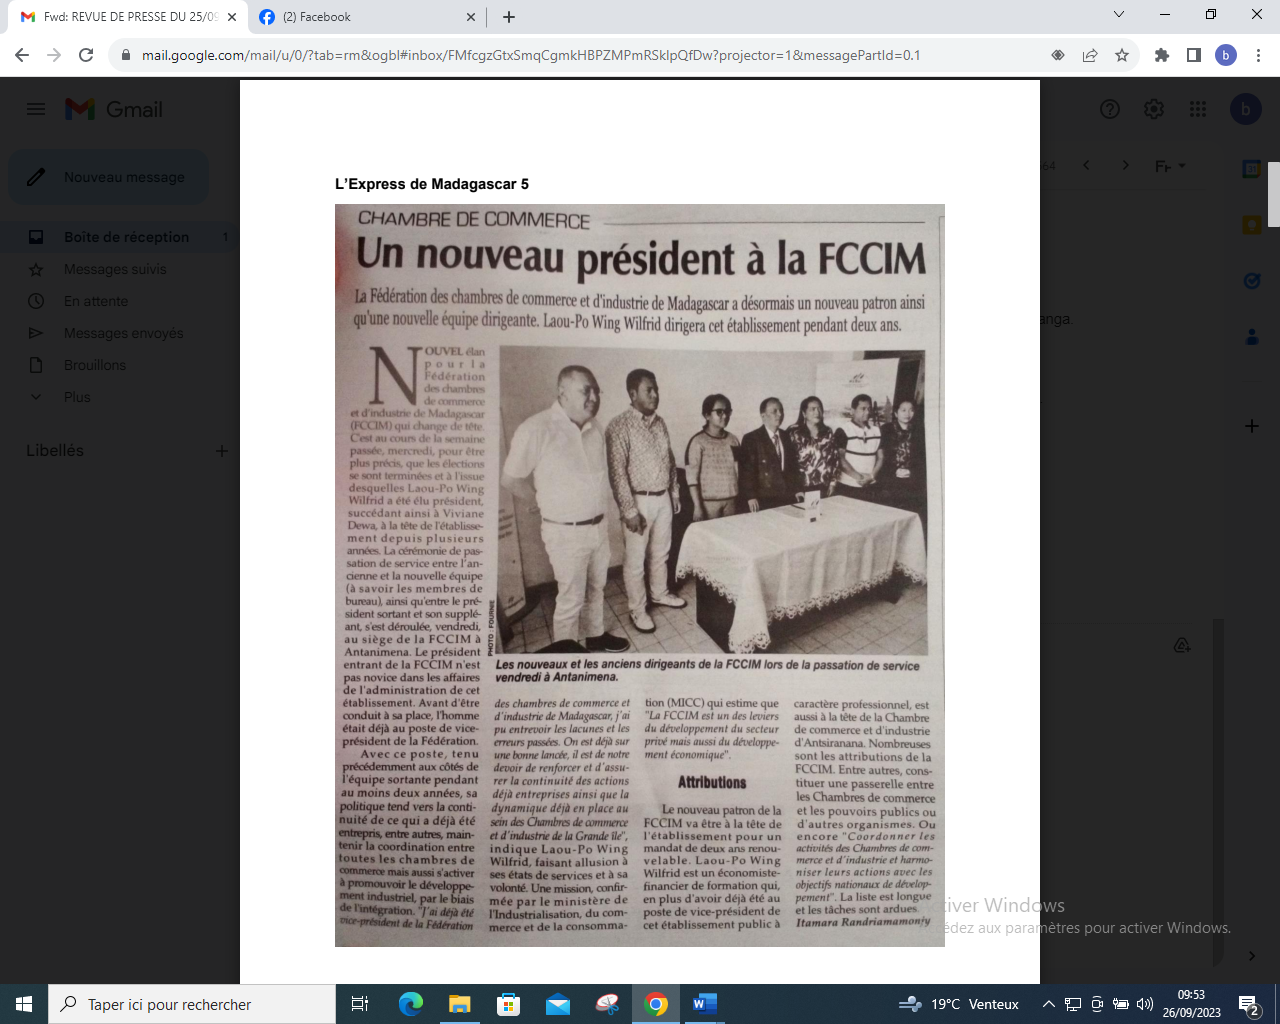 Fwd: REVUE DE PRESSE DU 25/09
(2) Facebook
mail.google.com/mail/u/0/?tab=rm&ogbl#inbox/FMfcgzGtxSmqCgmkHBPZMPmRSklpQfDw?projector=1&messagePartId=0.1
b
Gmail
b
Nouveau message
64
Fr
Boîte de réception 1
Messages suivis
En attente
Messages envoyés
Brouillons
Plus
Libellés
anga.
L'Express de Madagascar 5
CHAMBRE DE COMMERCE
Un nouveau président à la FCCIM
La Fédération des chambres de commerce et d'industrie de Madagascar a désormais un nouveau patron ainsi
qu'une nouvelle équipe dirigeante. Laou-Po Wing Wilfrid dirigera cet établissement pendant deux ans.
NOUVEL élan
pour la
Fédération
des chambres
de commerce
et d'industrie de Madagascar
(FCCIM) qui change de tête.
C'est au cours de la semaine
passée, mercredi, pour être
plus précis, que les élections
se sont terminées et à l'issue
desquelles Laou-Po Wing
Wilfrid a été élu président,
succédant ainsi à Viviane
Dewa, à la tête de l'établisse-
ment depuis plusieurs
années. La cérémonie de pas-
sation de service entre l'an-
cienne et la nouvelle équipe
(à savoir les membres de
bureau), ainsi qu'entre le pré-
sident sortant et son supplé-
ant, s'est déroulée, vendredi,
au siège de la FCCIM à
Antanimena. Le président
entrant de la FCCIM n'est
pas novice dans les affaires
de l'administration de cet
établissement. Avant d'être
conduit à sa place, l'homme
était déjà au poste de vice-
président de la Fédération.
Avec ce poste, tenu
précédemment aux côtés de
l'équipe sortante pendant
au moins deux années, sa
politique tend vers la conti-
nuité de ce qui a déjà été
entrepris, entre autres, main-
tenir la coordination entre
toutes les chambres de
commerce mais aussi s'activer
à promouvoir le développe-
ment industriel, par le biais
de l'intégration. "J'ai déjà été
vice-président de la Fédération
PHOTO : FOURNIE
Les nouveaux et les anciens dirigeants de la FCCIM lors de la passation de service
vendredi à Antanimena.
des chambres de commerce et
d'industrie de Madagascar, j'ai
pu entrevoir les lacunes et les
erreurs passées. On est déjà sur
une bonne lancée, il est de notre
devoir de renforcer et d'assu-
rer la continuité des actions
déjà entreprises ainsi que la
dynamique déjà en place au
sein des Chambres de commerce
et d'industrie de la Grande île",
indique Laou-Po Wing
Wilfrid, faisant allusion à
ses états de services et à sa
volonté. Une mission, confir-
mée par le ministère de
l'Industrialisation, du com-
merce et de la consomma-
tion (MICC) qui estime que
"La FCCIM est un des leviers
du développement du secteur
privé mais aussi du développe-
ment économique".
Attributions
Le nouveau patron de la
FCCIM va être à la tête de
l'établissement pour un
mandat de deux ans renou-
velable. Laou-Po Wing
Wilfrid est un économiste-
financier de formation qui,
en plus d'avoir déjà été au
poste de vice-président de
cet établissement public à
caractère professionnel, est
aussi à la tête de la Chambre
de commerce et d'industrie
d'Antsiranana. Nombreuses
sont les attributions de la
FCCIM. Entre autres, cons-
tituer une passerelle entre
les Chambres de commerce
et les pouvoirs publics ou
d'autres organismes. Ou
encore "Coordonner les
activités des Chambres de com-
merce et d'industrie et harmo-
niser leurs actions avec les
objectifs nationaux de dévelop-
pement". La liste est longue
et les tâches sont ardues.
Itamara Randriamamonjy
tiver Windows
édez aux paramètres pour activer Windows.
Taper ici pour rechercher
19°C Venteux
09:53
26/09/2023
2